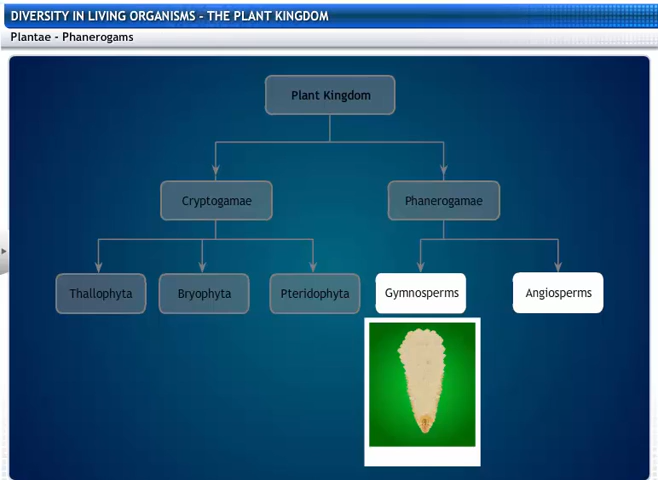 DIVERSITY IN LIVING ORGANISMS - THE PLANT KINGDOM
Plantae - Phanerogams
Plant Kingdom
Cryptogamae
Phanerogamae
Thallophyta
Bryophyta
Pteridophyta
Gymnosperms
Angiosperms